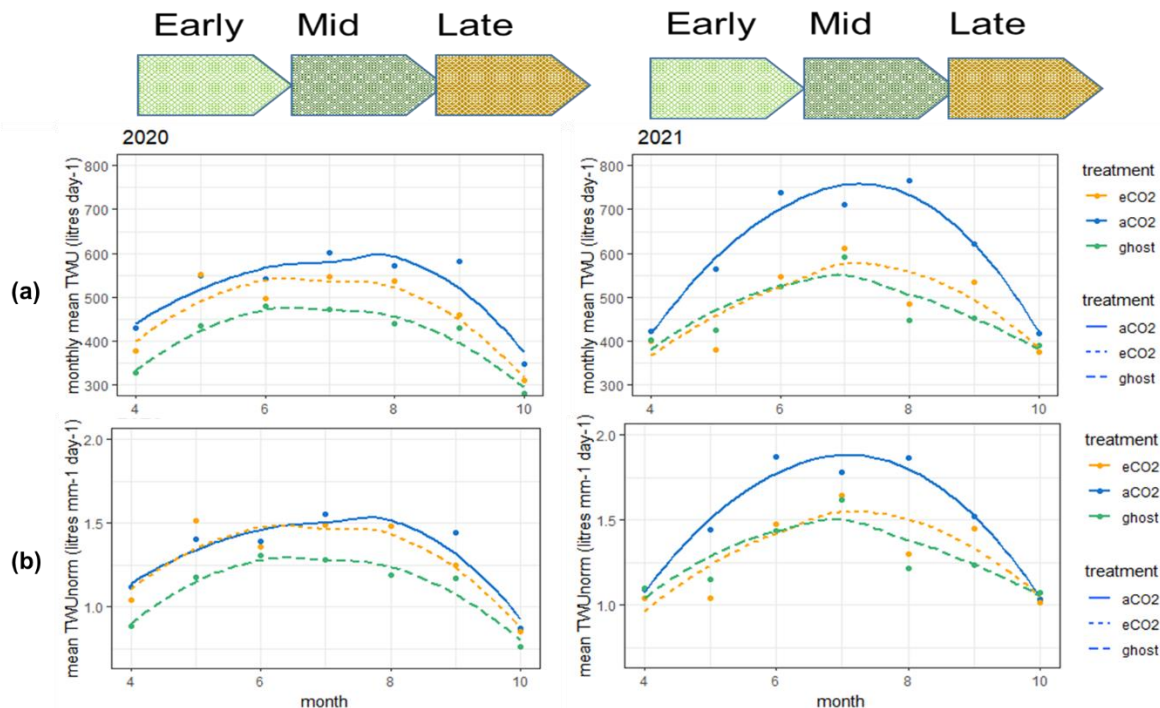 Early Mid Late
Early Mid Late
2020
2021
(a)
monthly mean TWU (litres day-1)
800
700
600
500
400
300
4 6 8 10
monthly mean TWU (litres day-1)
800
700
600
500
400
300
4 6 8 10
treatment
eCO2
aCO2
ghost
treatment
aCO2
eCO2
ghost
(b)
mean TWUnorm (litres mm-1 day-1)
2.0
1.5
1.0
4 6 8 10
month
mean TWUnorm (litres mm-1 day-1)
2.0
1.5
1.0
4 6 8 10
month
treatment
eCO2
aCO2
ghost
treatment
aCO2
eCO2
ghost